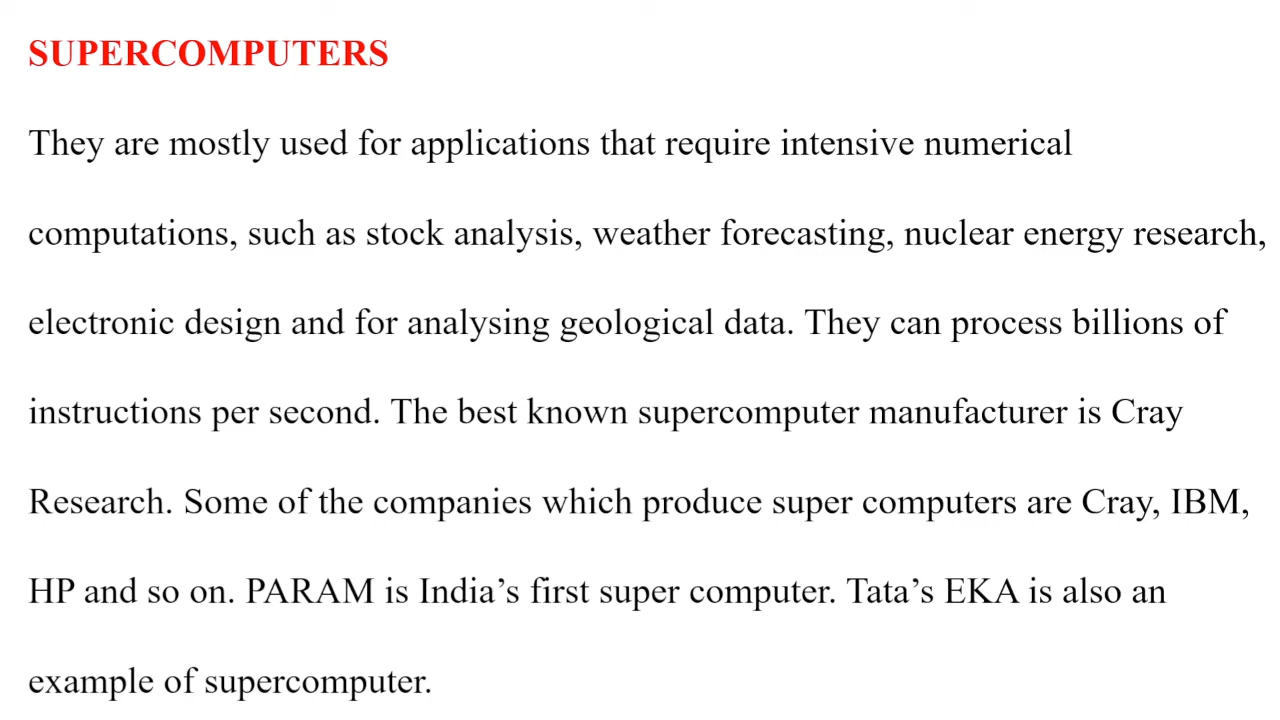 SUPERCOMPUTERS
They are mostly used for applications that require intensive numerical
computations, such as stock analysis, weather forecasting, nuclear energy research,
electronic design and for analysing geological data. They can process billions of
instructions per second. The best known supercomputer manufacturer is Cray
Research. Some of the companies which produce super computers are Cray, IBM,
HP and so on. PARAM is India’s first super computer. Tata’s EKA is also an
example of supercomputer.